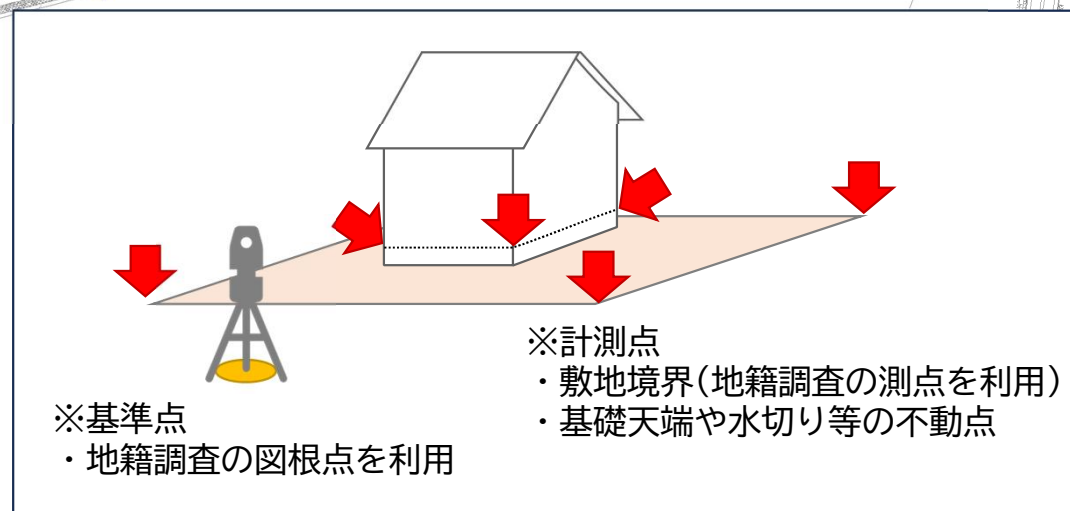 ※計測点
・敷地境界(地籍調査の測点を利用)
・基礎天端や水切り等の不動点
※基準点
・地籍調査の図根点を利用